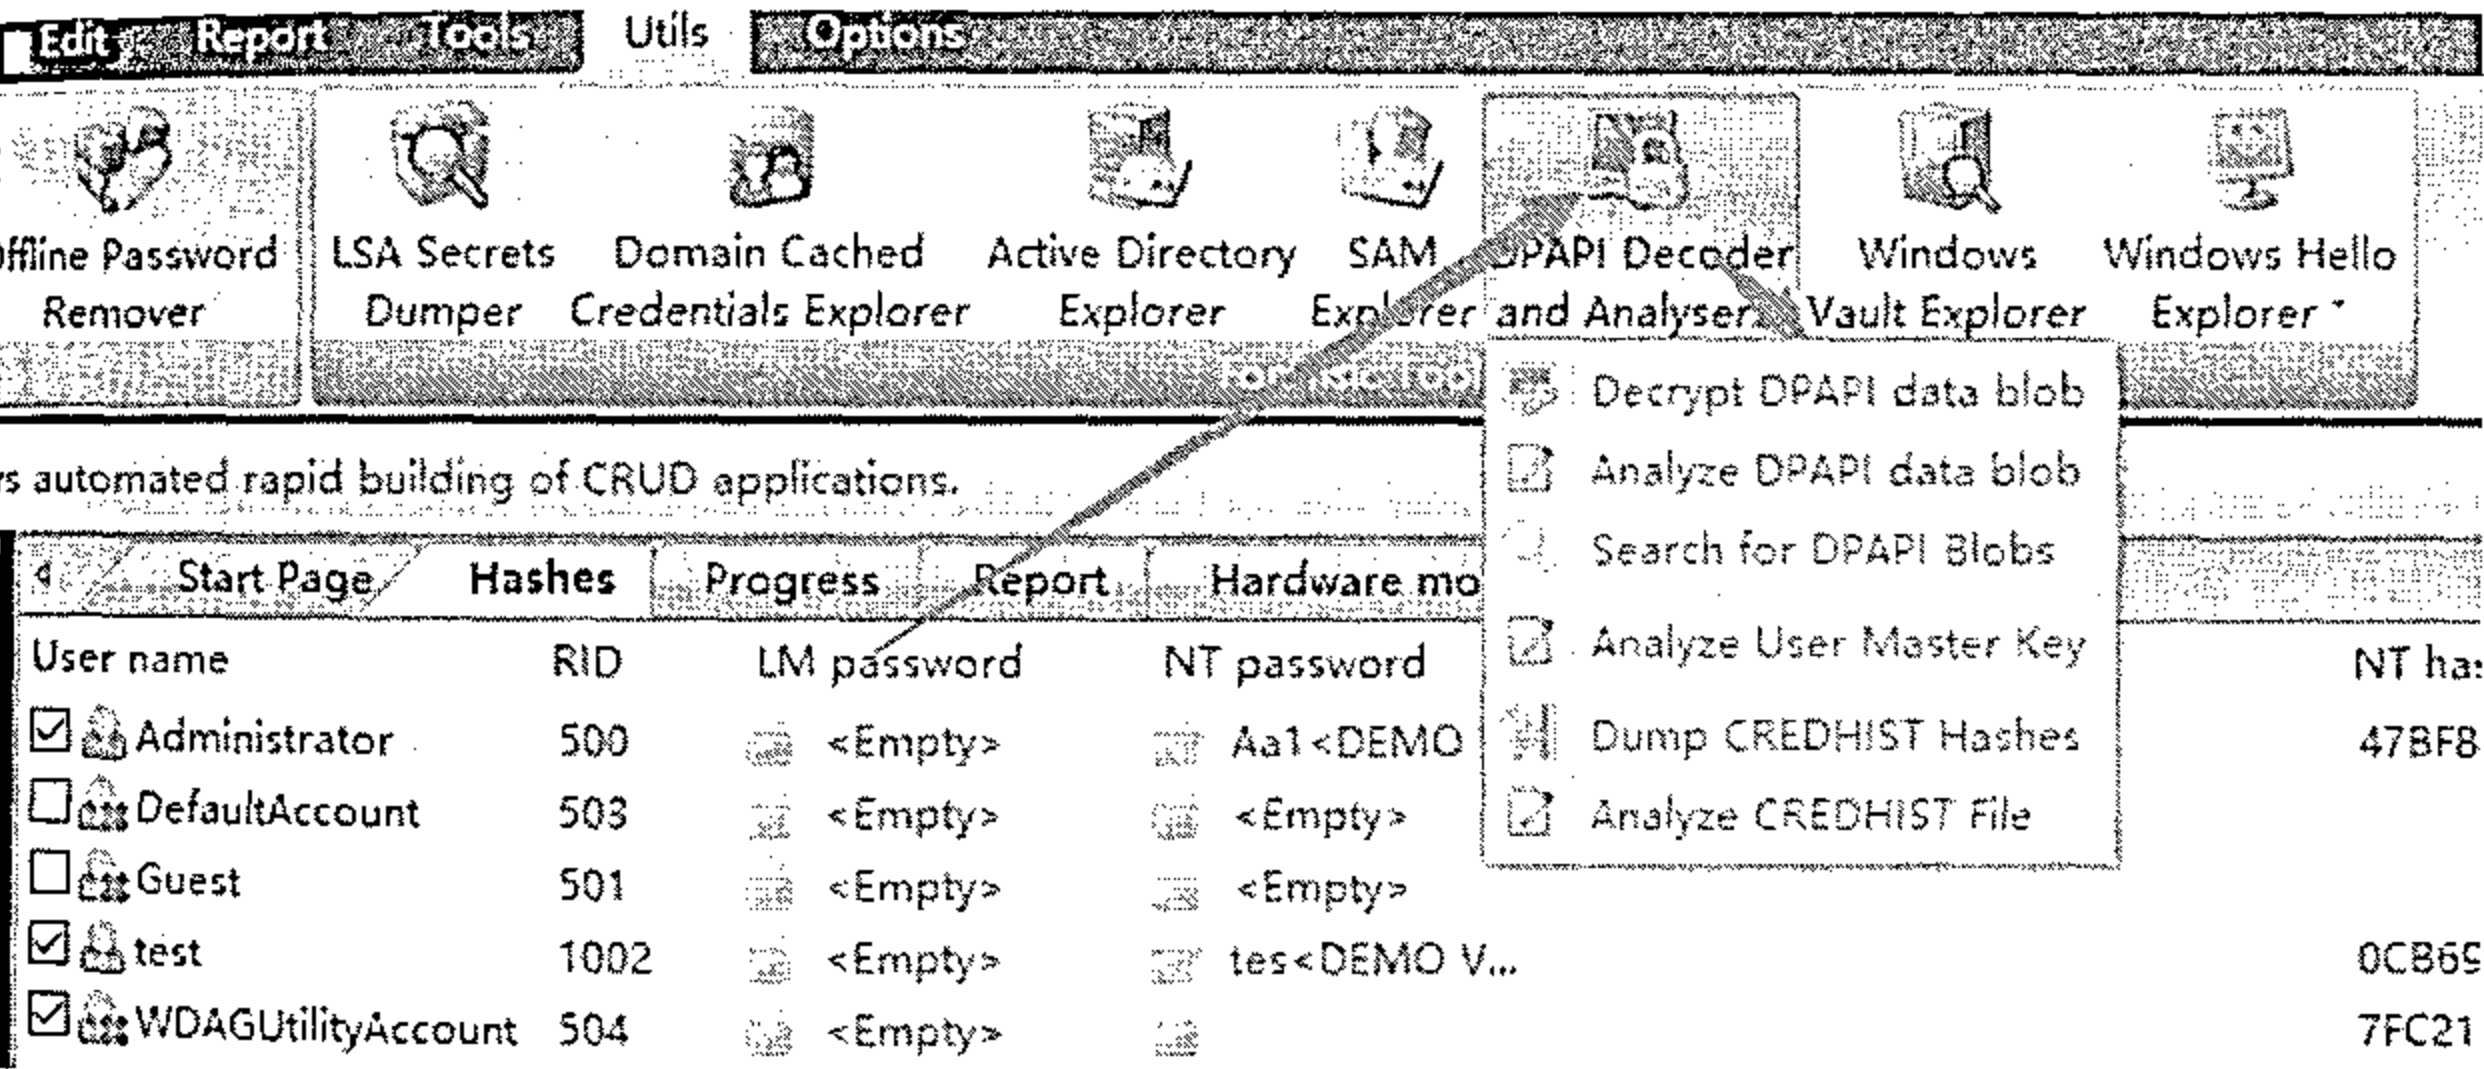 Edit Report Tools Utils Options
Offline Password Remover
LSA Secrets Dumper
Domain Cached Credentials Explorer
Active Directory Explorer
SAM Explorer
DPAPI Decoder and Analyser
Windows Vault Explorer
Windows Hello Explorer
Decrypt DPAPI data blob
Analyze DPAPI data blob
Search for DPAPI Blobs
Analyze User Master Key
Dump CREDHIST Hashes
Analyze CREDHIST File
s automated rapid building of CRUD applications.
Start Page Hashes Progress Report Hardware mo
User name RID LM password NT password NT has
Administrator 500 <Empty> Aa1<DEMO 47BF8
DefaultAccount 503 <Empty> <Empty>
Guest 501 <Empty> <Empty>
test 1002 <Empty> tes<DEMO V... 0CB69
WDAGUtilityAccount 504 <Empty> 7FC21